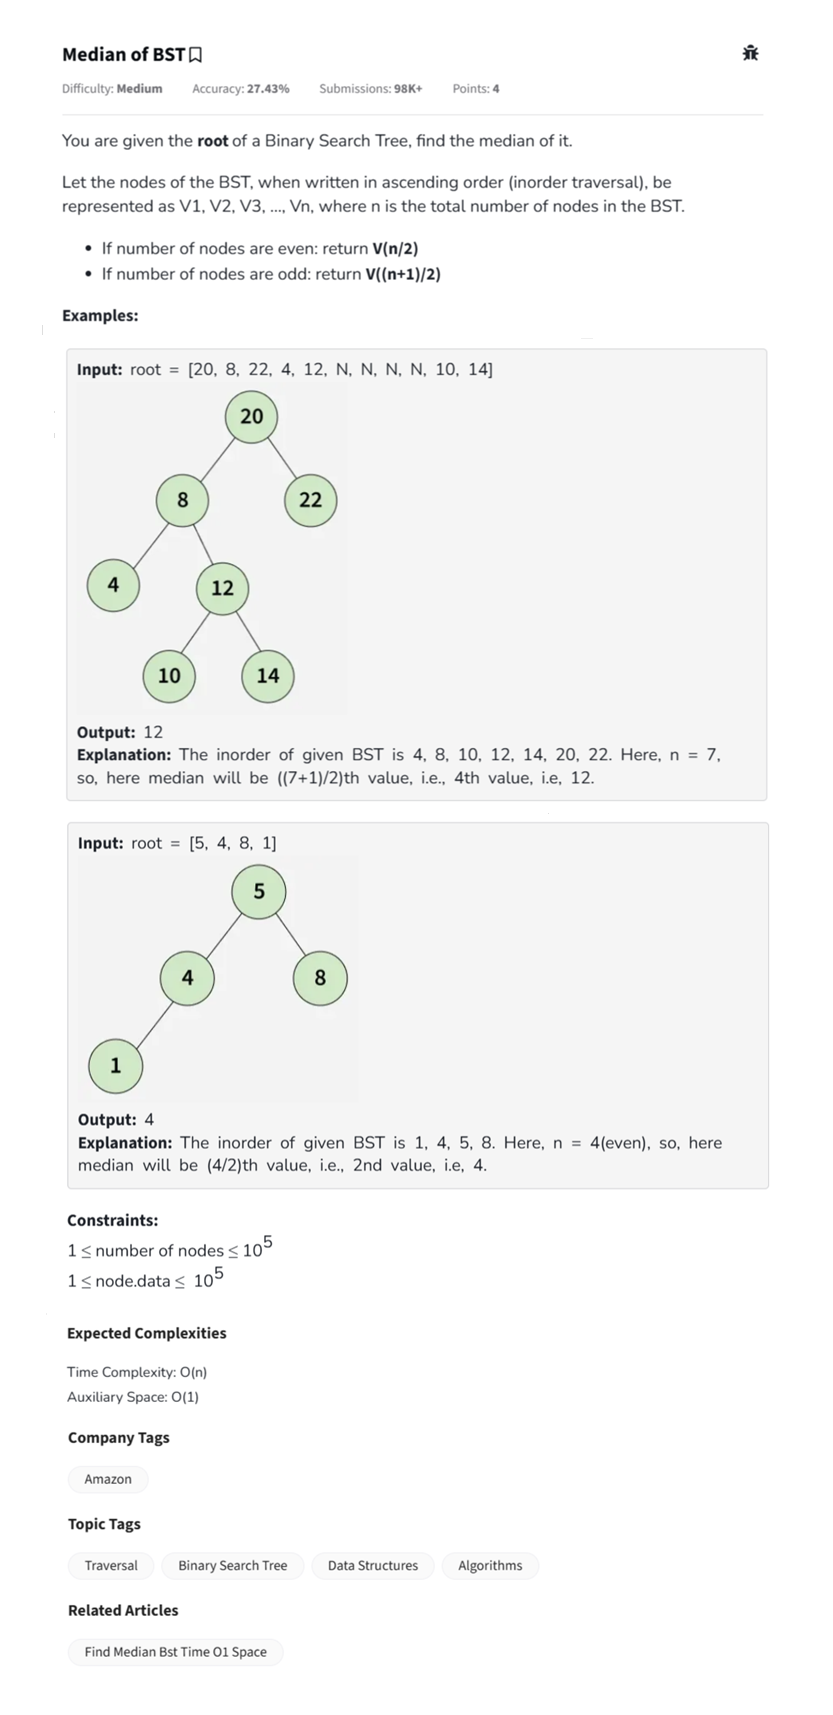 Median of BST
Difficulty: Medium Accuracy: 27.43% Submissions: 98K+ Points: 4
You are given the root of a Binary Search Tree, find the median of it.
Let the nodes of the BST, when written in ascending order (inorder traversal), be
represented as V1, V2, V3, ..., Vn, where n is the total number of nodes in the BST.
• If number of nodes are even: return V(n/2)
• If number of nodes are odd: return V((n+1)/2)
Examples:
Input: root = [20, 8, 22, 4, 12, N, N, N, N, 10, 14]
20
8 22
4 12
10 14
Output: 12
Explanation: The inorder of given BST is 4, 8, 10, 12, 14, 20, 22. Here, n = 7,
so, here median will be ((7+1)/2)th value, i.e., 4th value, i.e, 12.
Input: root = [5, 4, 8, 1]
5
4 8
1
Output: 4
Explanation: The inorder of given BST is 1, 4, 5, 8. Here, n = 4(even), so, here
median will be (4/2)th value, i.e., 2nd value, i.e, 4.
Constraints:
1 ≤ number of nodes ≤ 10^5
1 ≤ node.data ≤ 10^5
Expected Complexities
Time Complexity: O(n)
Auxiliary Space: O(1)
Company Tags
Amazon
Topic Tags
Traversal Binary Search Tree Data Structures Algorithms
Related Articles
Find Median Bst Time O1 Space